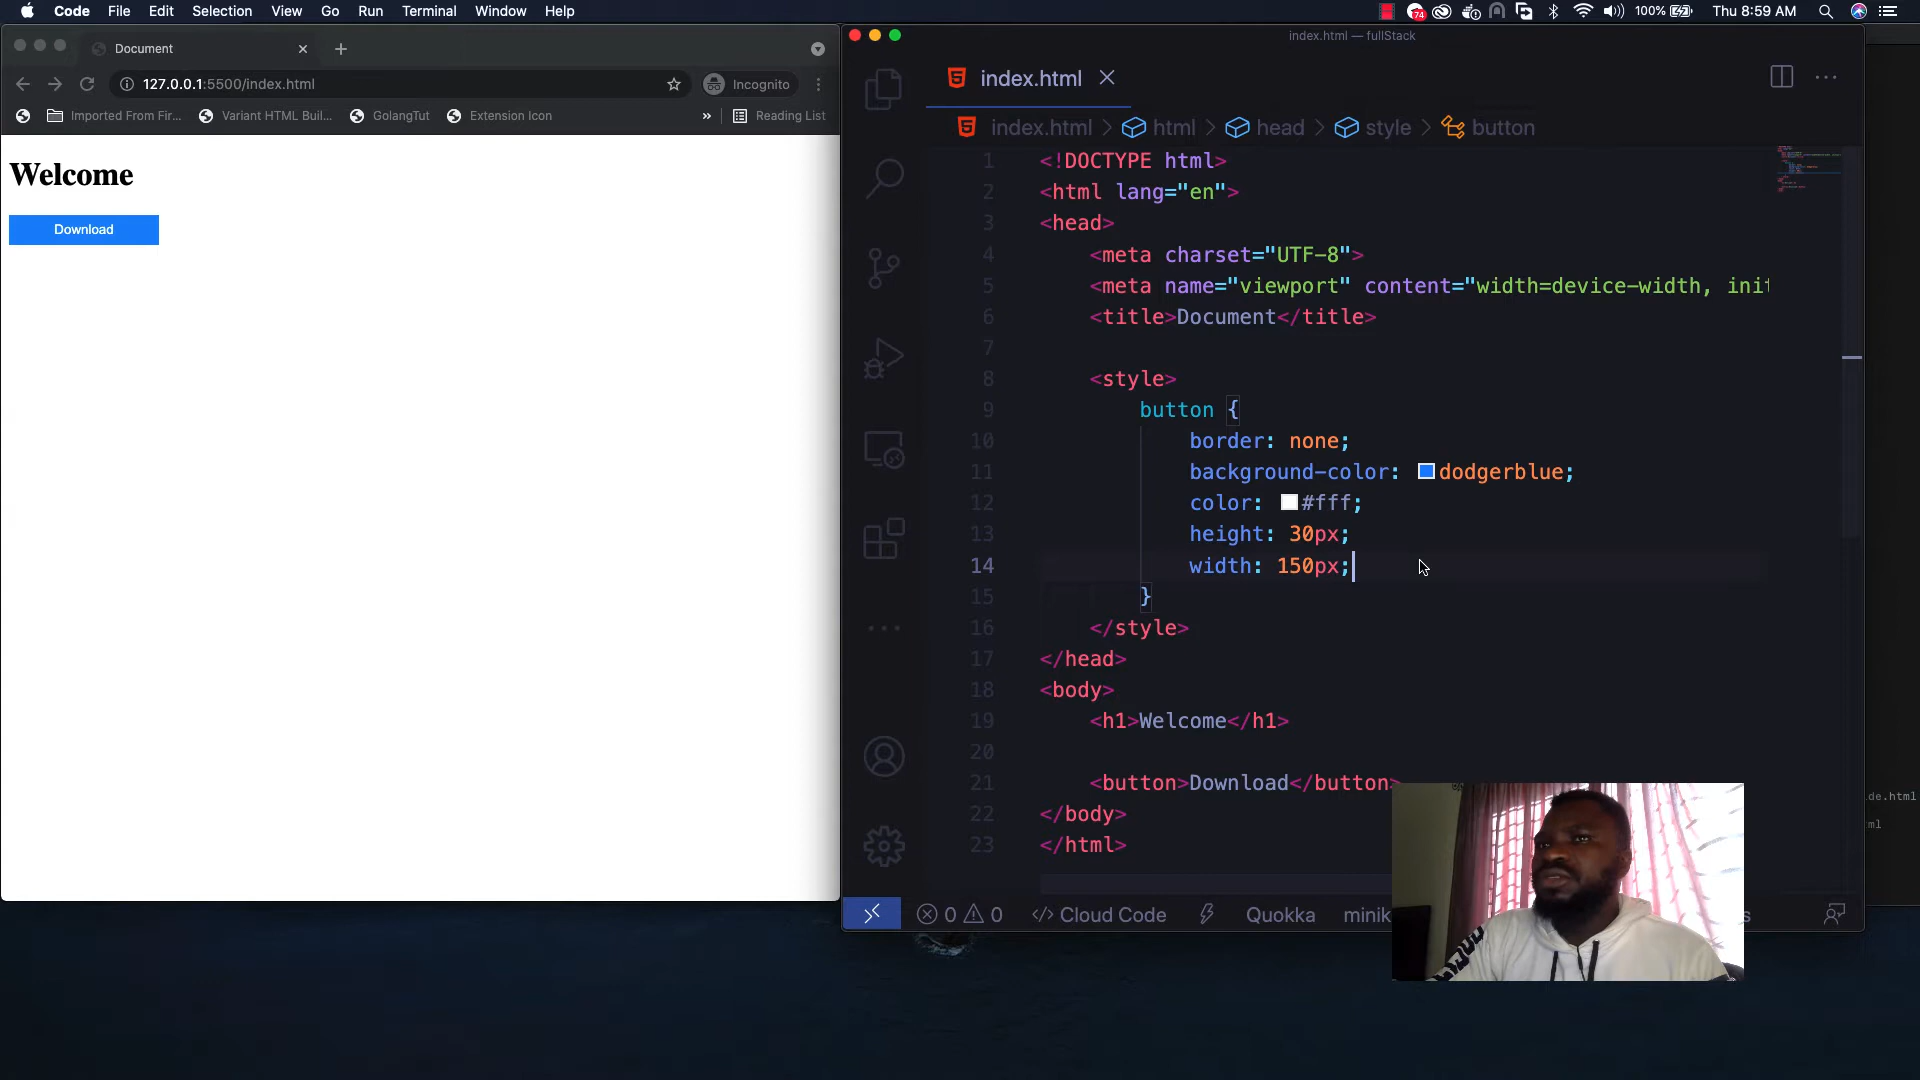 Code File Edit Selection View Go Run Terminal Window Help
74 100% Thu 8:59 AM
Document
127.0.0.1:5500/index.html
Incognito
Imported From Fir... Variant HTML Buil... GolangTut Extension Icon » Reading List
Welcome
Download
index.html — fullStack
index.html
index.html > html > head > style > button
1 <!DOCTYPE html>
2 <html lang="en">
3 <head>
4 <meta charset="UTF-8">
5 <meta name="viewport" content="width=device-width, init
6 <title>Document</title>
7
8 <style>
9 button {
10 border: none;
11 background-color: dodgerblue;
12 color: #fff;
13 height: 30px;
14 width: 150px;
15 }
16 </style>
17 </head>
18 <body>
19 <h1>Welcome</h1>
20
21 <button>Download</button>
22 </body>
23 </html>
0 0 Cloud Code Quokka minik
de.html
ml